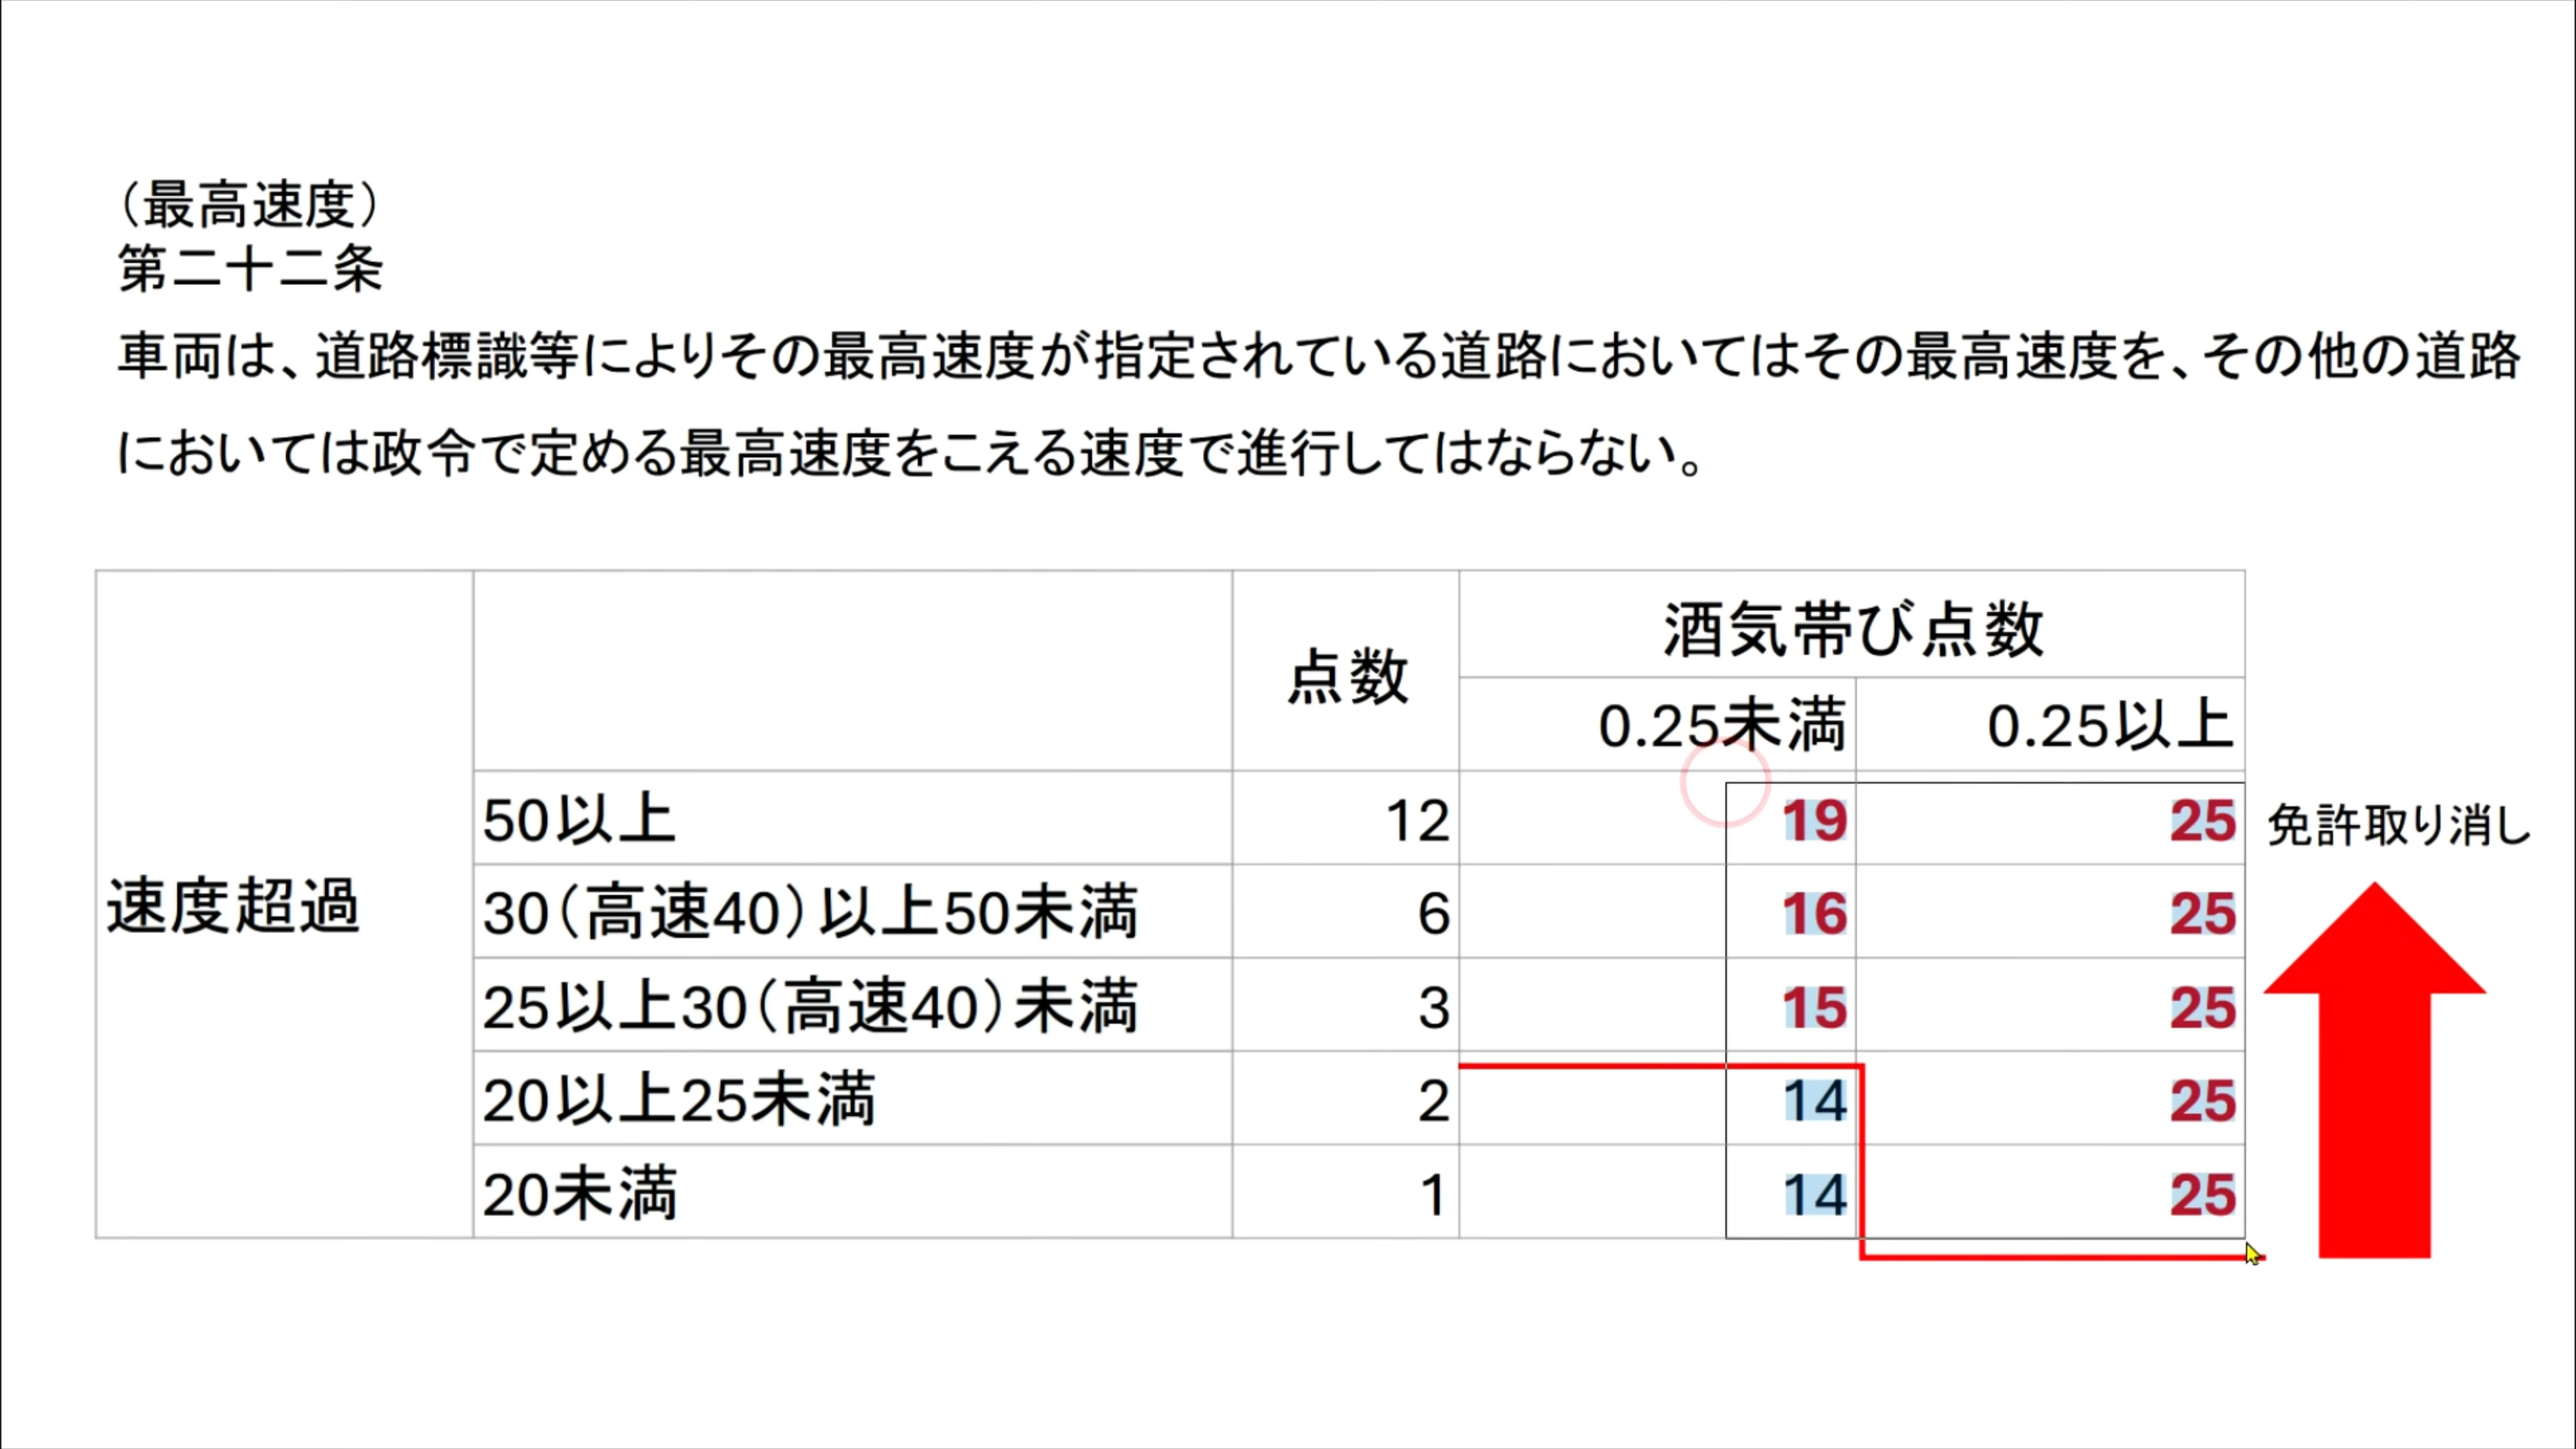 （最高速度）
第二十二条
車両は、道路標識等によりその最高速度が指定されている道路においてはその最高速度を、その他の道路
においては政令で定める最高速度をこえる速度で進行してはならない。
点数
酒気帯び点数
0.25未満 0.25以上
速度超過
50以上 12 19 25 免許取り消し
30（高速40）以上50未満 6 16 25
25以上30（高速40）未満 3 15 25
20以上25未満 2 14 25
20未満 1 14 25